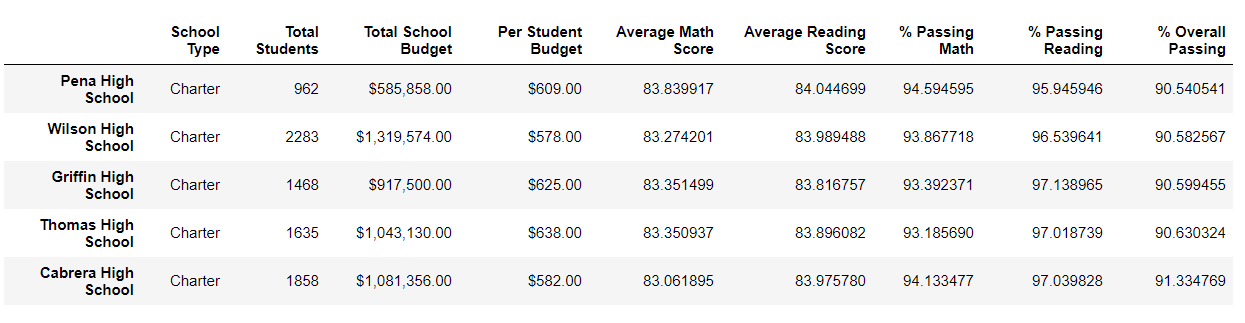 School Type Total Students Total School Budget Per Student Budget Average Math Score Average Reading Score % Passing Math % Passing Reading % Overall Passing
Pena High School Charter 962 $585,858.00 $609.00 83.839917 84.044699 94.594595 95.945946 90.540541
Wilson High School Charter 2283 $1,319,574.00 $578.00 83.274201 83.989488 93.867718 96.539641 90.582567
Griffin High School Charter 1468 $917,500.00 $625.00 83.351499 83.816757 93.392371 97.138965 90.599455
Thomas High School Charter 1635 $1,043,130.00 $638.00 83.350937 83.896082 93.185690 97.018739 90.630324
Cabrera High School Charter 1858 $1,081,356.00 $582.00 83.061895 83.975780 94.133477 97.039828 91.334769